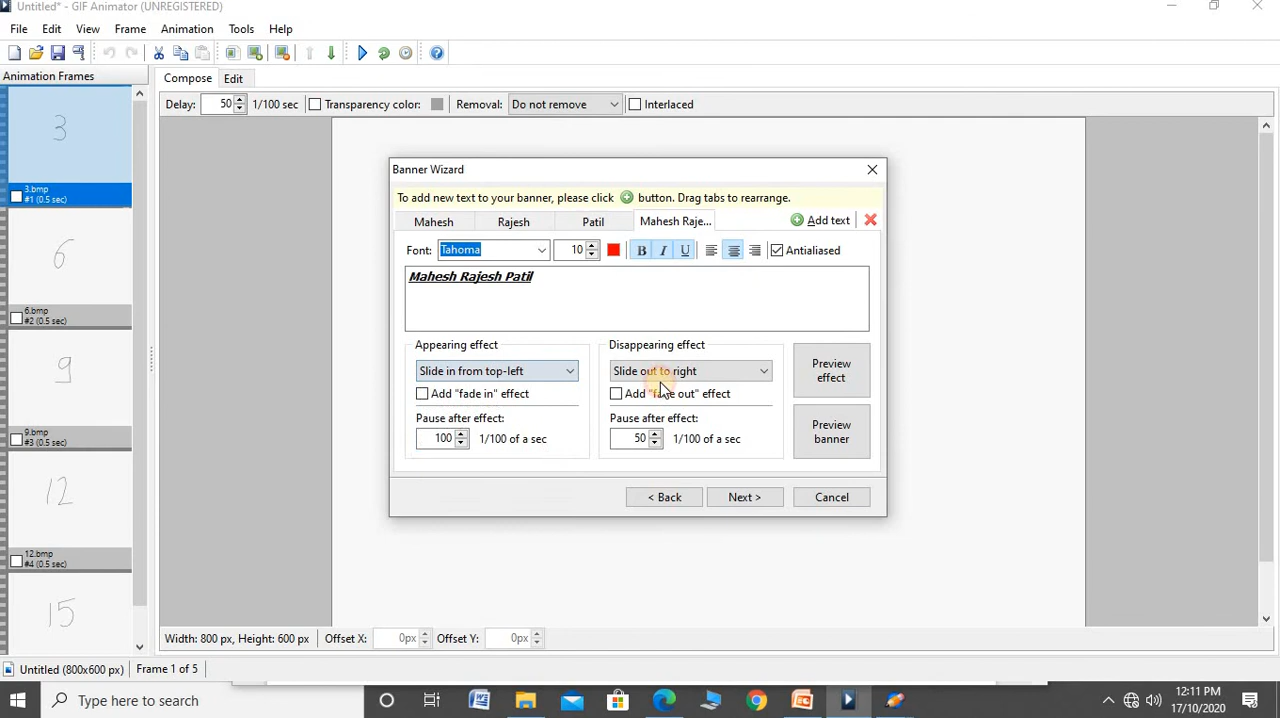 Untitled* - GIF Animator (UNREGISTERED)
File Edit View Frame Animation Tools Help
Animation Frames
Compose Edit
Delay: 50 1/100 sec Transparency color: Removal: Do not remove Interlaced
3
3.bmp
#1 (0.5 sec)
6
6.bmp
#2 (0.5 sec)
9
9.bmp
#3 (0.5 sec)
12
12.bmp
#4 (0.5 sec)
15
Banner Wizard
To add new text to your banner, please click button. Drag tabs to rearrange.
Mahesh Rajesh Patil Mahesh Raje... Add text
Font: Tahoma 10 B I U Antialiased
Mahesh Rajesh Patil
Appearing effect
Slide in from top-left
Add "fade in" effect
Pause after effect:
100 1/100 of a sec
Disappearing effect
Slide out to right
Add "fade out" effect
Pause after effect:
50 1/100 of a sec
Preview effect
Preview banner
< Back Next > Cancel
Width: 800 px, Height: 600 px Offset X: 0px Offset Y: 0px
Untitled (800x600 px) Frame 1 of 5
Type here to search
12:11 PM
17/10/2020